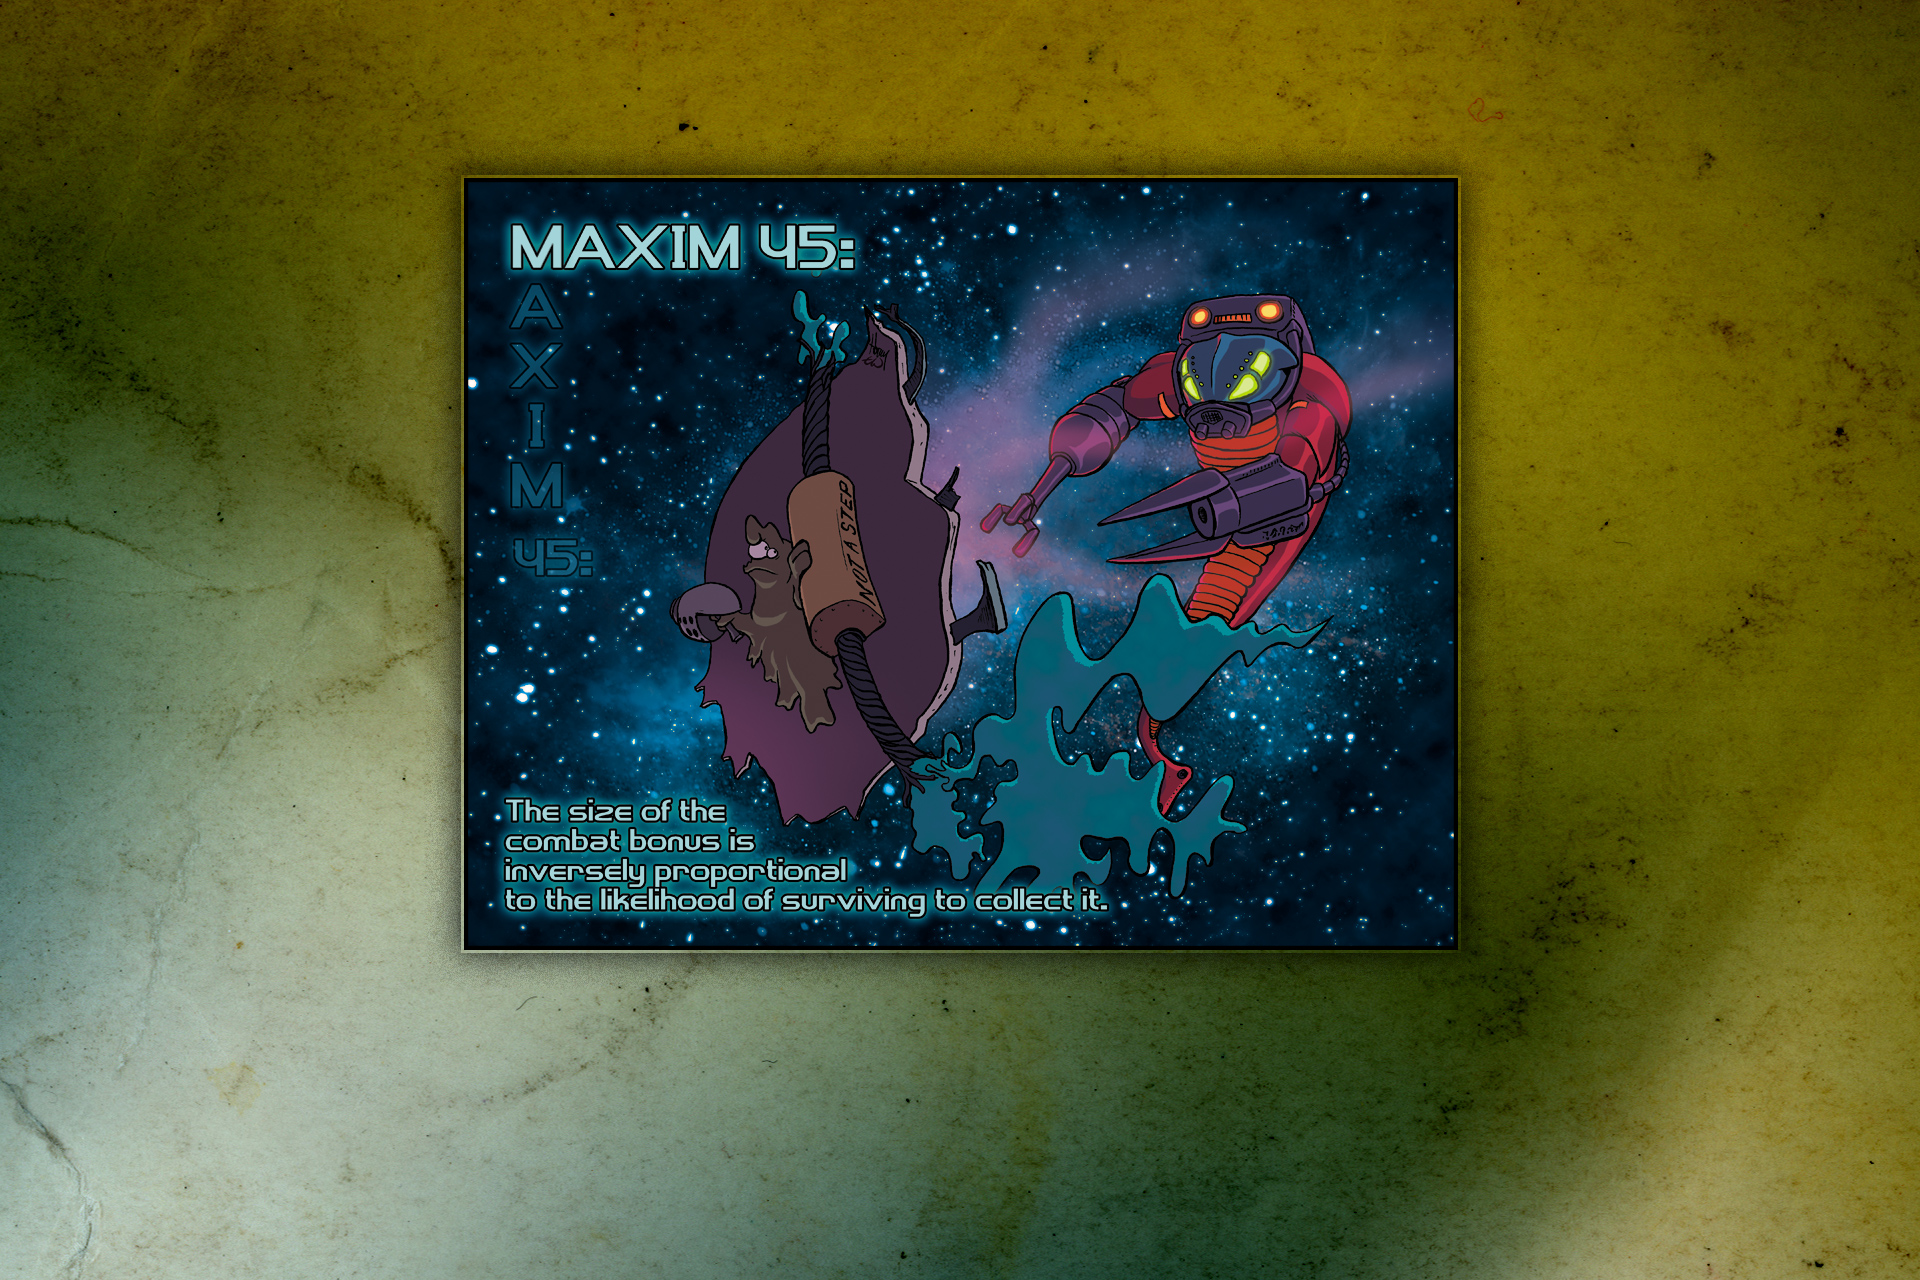 MAXIM 45:
A
X
I
M
45:
NOT A STEP
The size of the
combat bonus is
inversely proportional
to the likelihood of surviving to collect it.